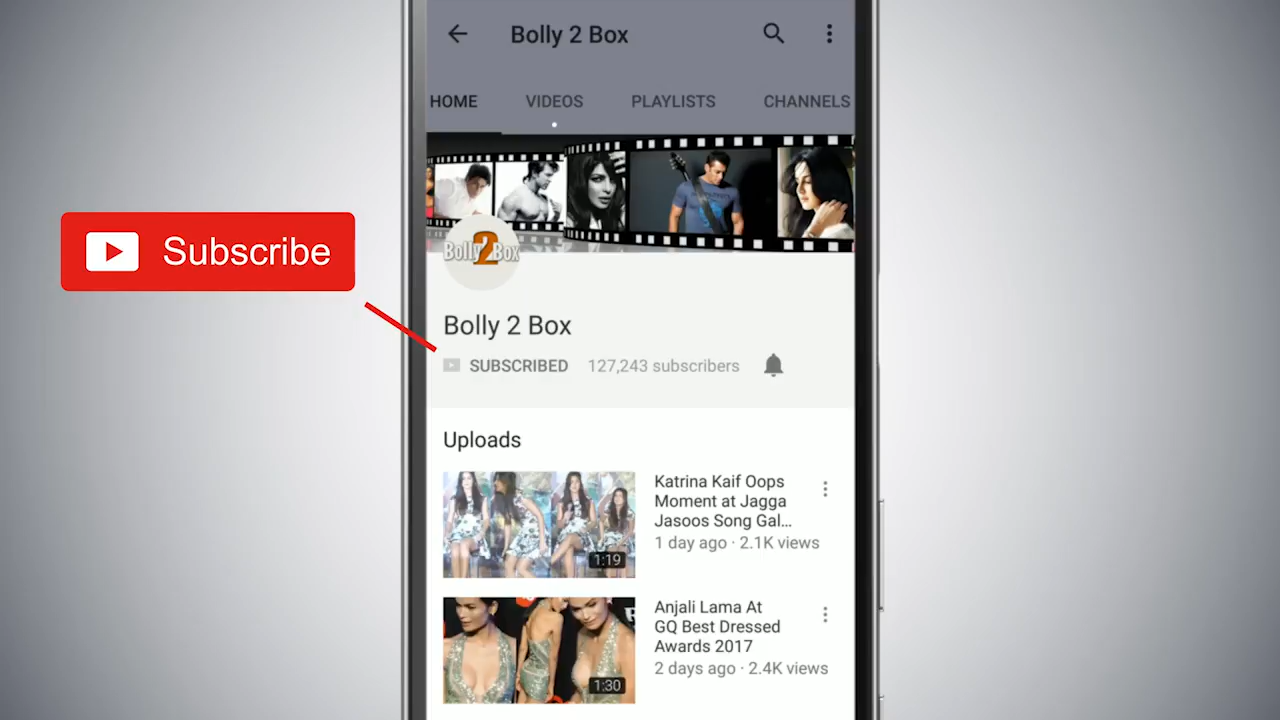 Bolly 2 Box
HOME VIDEOS PLAYLISTS CHANNELS
Bolly 2 Box
Subscribe
Bolly 2 Box
SUBSCRIBED 127,243 subscribers
Uploads
Katrina Kaif Oops
Moment at Jagga
Jasoos Song Gal...
1 day ago · 2.1K views
1:19
Anjali Lama At
GQ Best Dressed
Awards 2017
2 days ago · 2.4K views
1:30